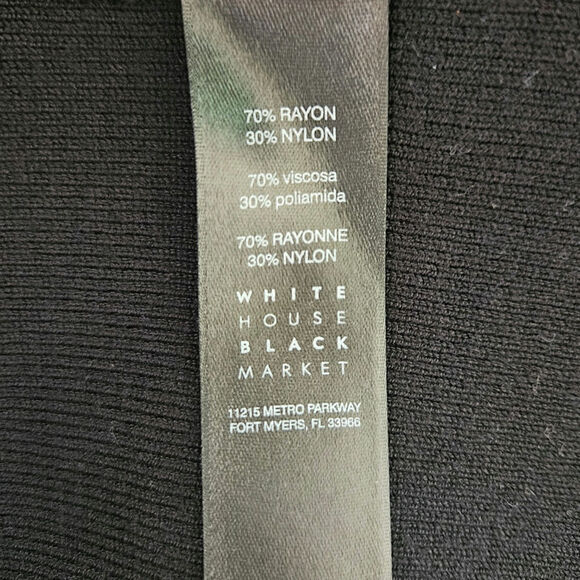 70% RAYON
30% NYLON
70% viscosa
30% poliamida
70% RAYONNE
30% NYLON
WHITE
HOUSE
BLACK
MARKET
11215 METRO PARKWAY
FORT MYERS, FL 33966